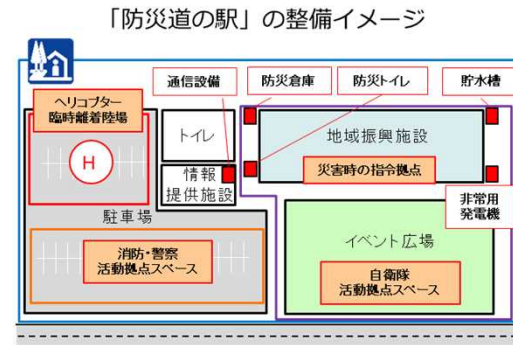 「防災道の駅」の整備イメージ
通信設備
防災倉庫
防災トイレ
貯水槽
ヘリコプター
臨時離着陸場
H
トイレ
情報
提供施設
地域振興施設
災害時の指令拠点
非常用
発電機
駐車場
消防・警察
活動拠点スペース
イベント広場
自衛隊
活動拠点スペース